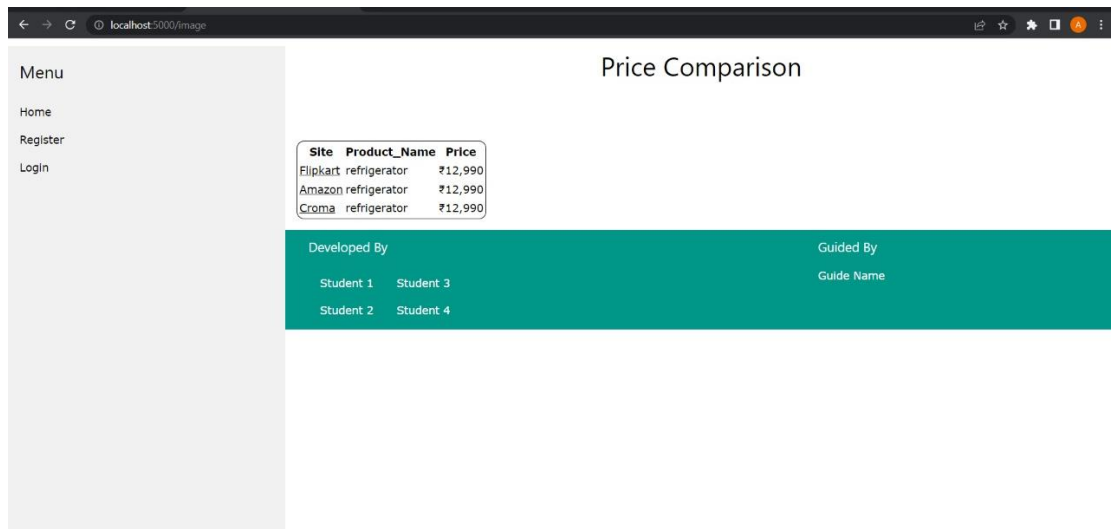 localhost:5000/image
A
Menu
Home
Register
Login
Price Comparison
Site Product_Name Price
Flipkart refrigerator ₹12,990
Amazon refrigerator ₹12,990
Croma refrigerator ₹12,990
Developed By
Student 1 Student 3
Student 2 Student 4
Guided By
Guide Name